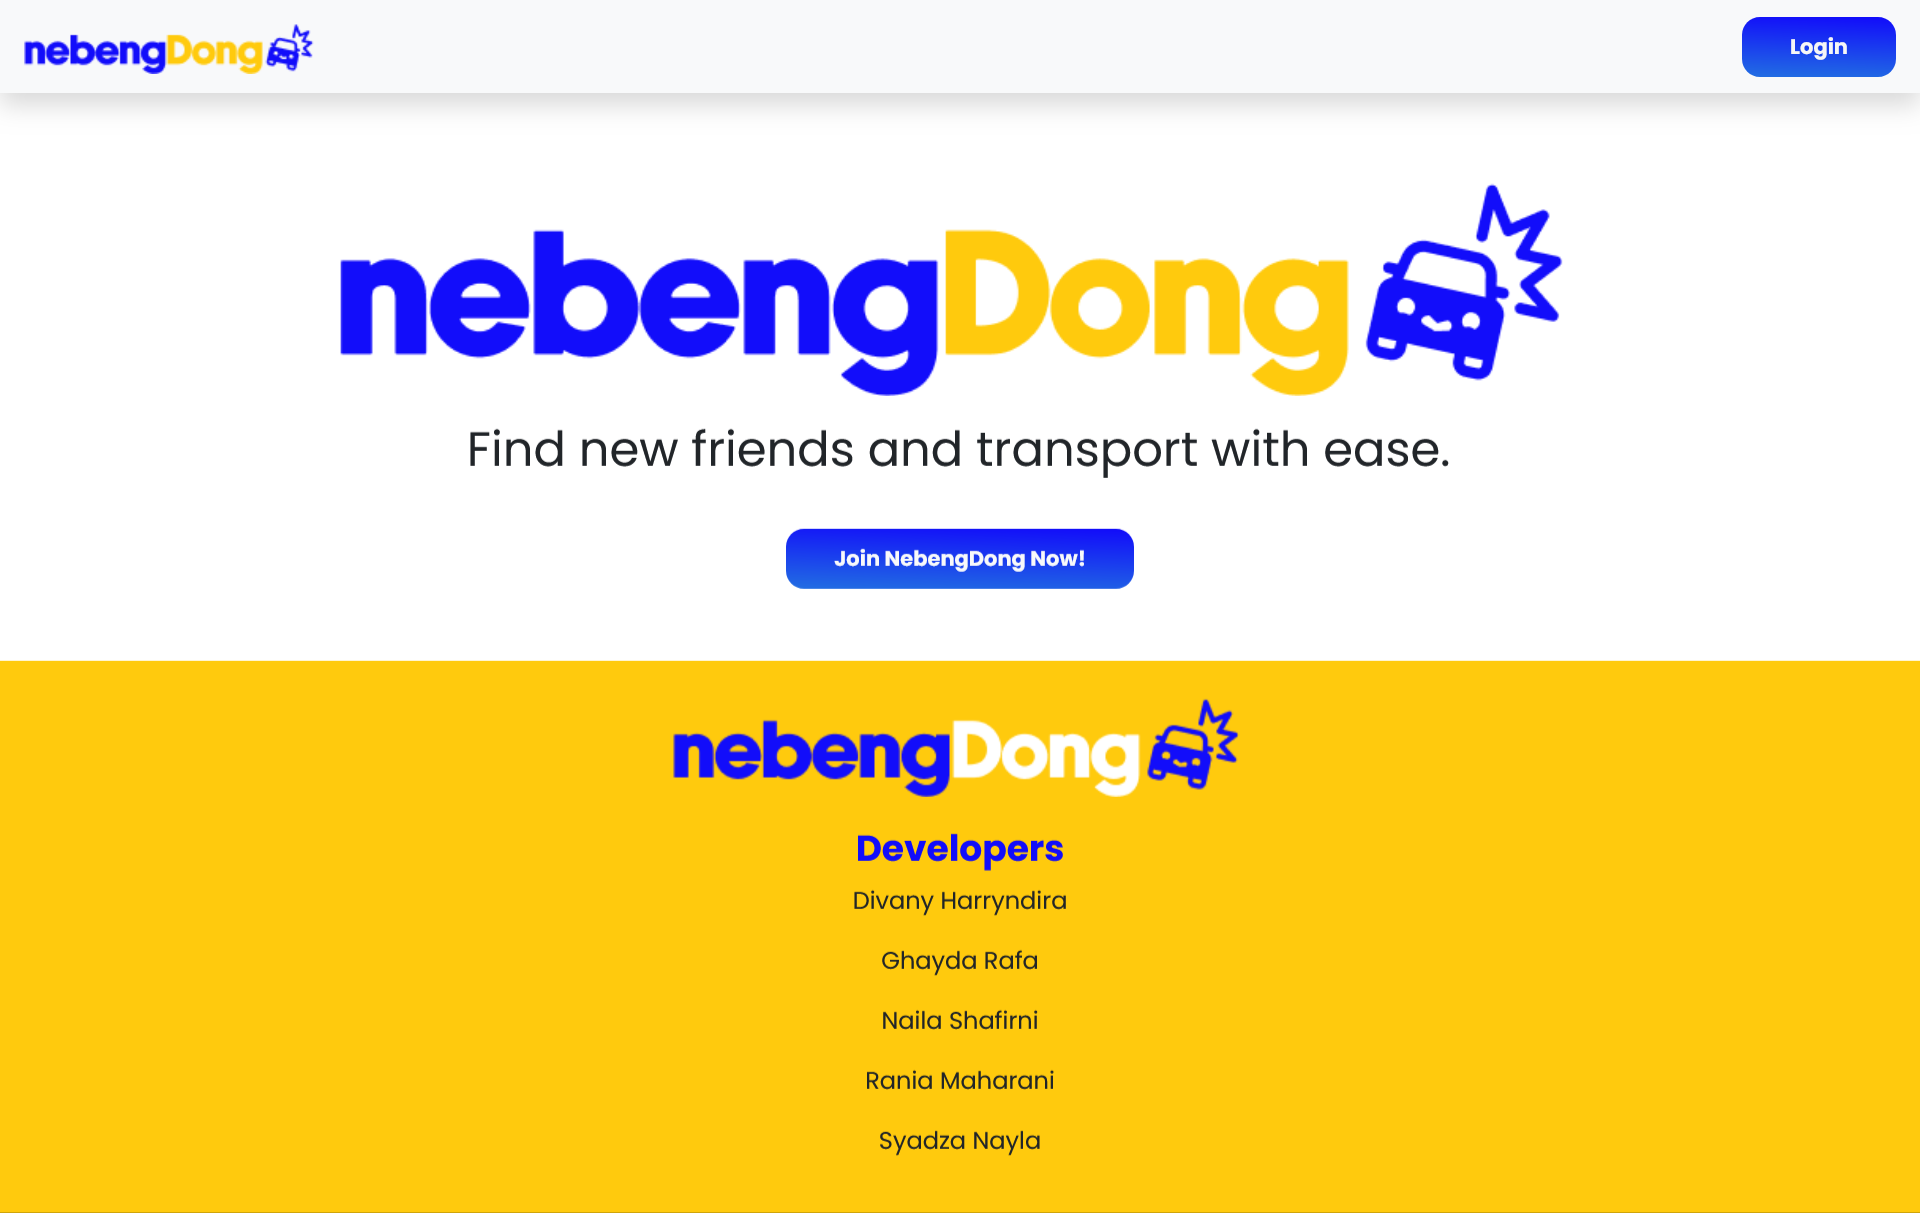 nebengDong
Login
nebengDong
Find new friends and transport with ease.
Join NebengDong Now!
nebengDong
Developers
Divany Harryndira
Ghayda Rafa
Naila Shafirni
Rania Maharani
Syadza Nayla